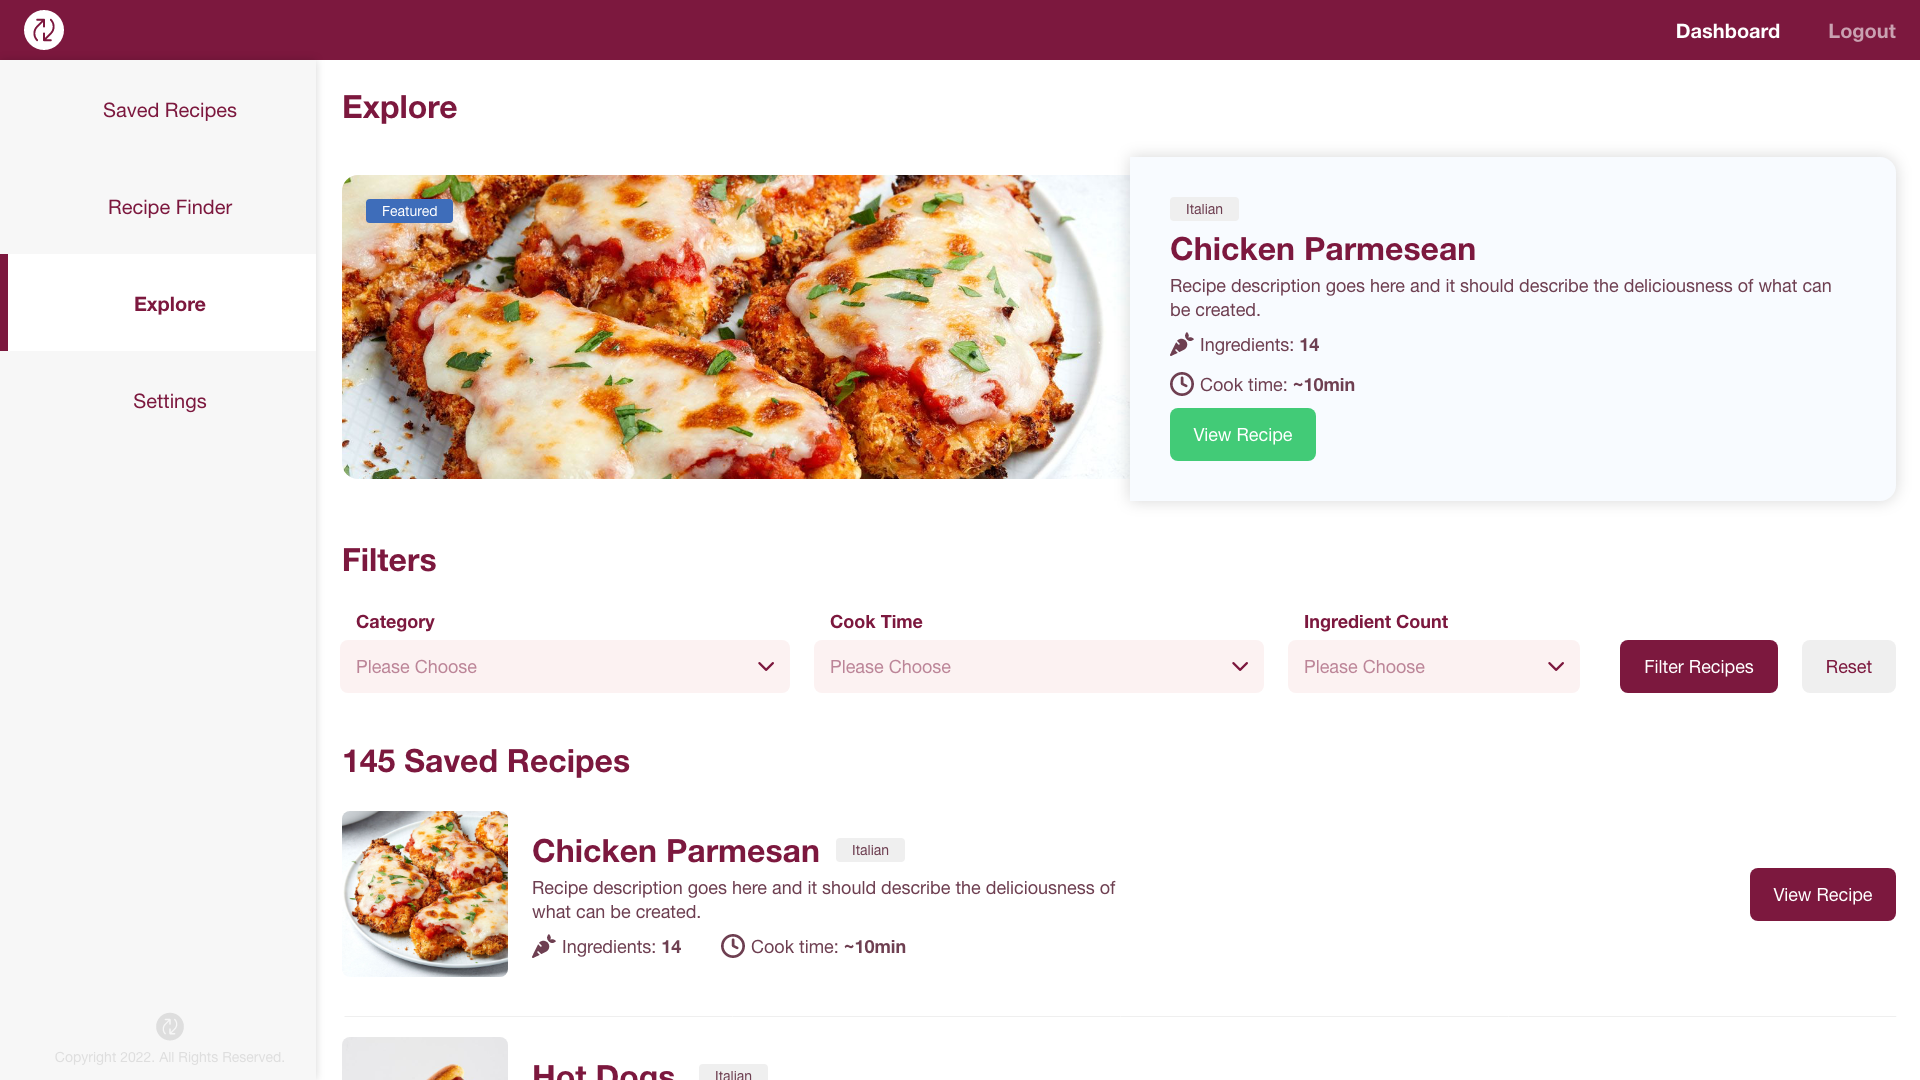 Dashboard
Logout
Saved Recipes
Recipe Finder
Explore
Settings
Copyright 2022. All Rights Reserved.
Explore
Featured
Italian
Chicken Parmesean
Recipe description goes here and it should describe the deliciousness of what can
be created.
Ingredients: 14
Cook time: ~10min
View Recipe
Filters
Category
Please Choose
Cook Time
Please Choose
Ingredient Count
Please Choose
Filter Recipes
Reset
145 Saved Recipes
Chicken Parmesan
Italian
Recipe description goes here and it should describe the deliciousness of
what can be created.
Ingredients: 14
Cook time: ~10min
View Recipe
Hot Dogs
Italian